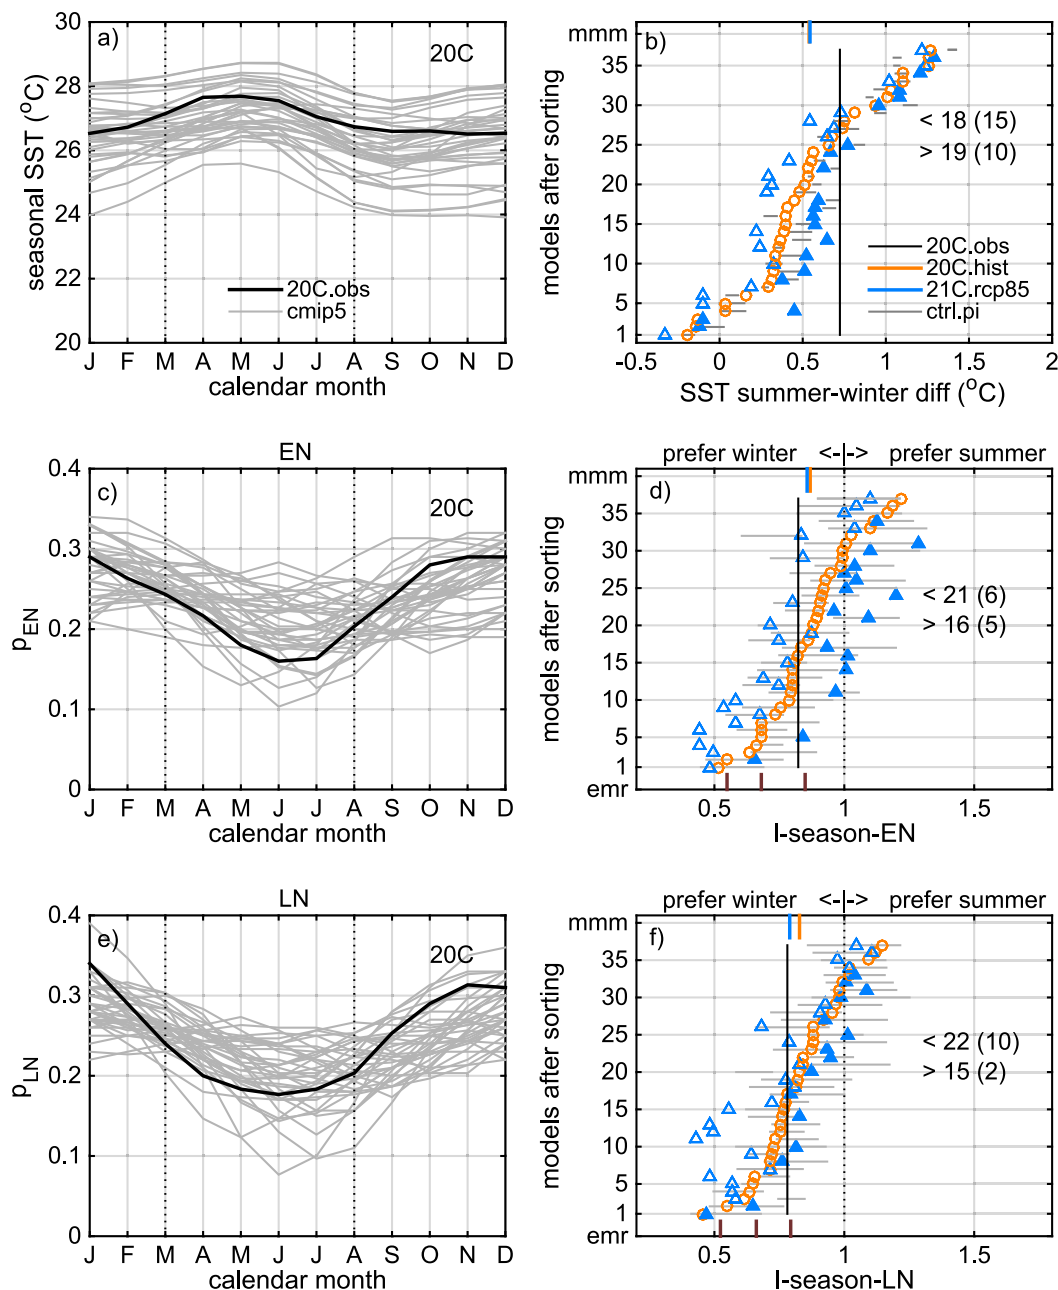 a)
20C
seasonal SST (°C)
30
28
26
24
22
20
20C.obs
cmip5
J F M A M J J A S O N D
calendar month
b)
models after sorting
mmm
35
30
25
20
15
10
5
1
< 18 (15)
> 19 (10)
20C.obs
20C.hist
21C.rcp85
ctrl.pi
-0.5 0 0.5 1 1.5 2
SST summer-winter diff (°C)
EN
c)
20C
pEN
0.4
0.3
0.2
0.1
0
J F M A M J J A S O N D
calendar month
prefer winter <-|-> prefer summer
d)
models after sorting
mmm
35
30
25
20
15
10
5
1
emr
< 21 (6)
> 16 (5)
0.5 1 1.5
I-season-EN
LN
e)
20C
pLN
0.4
0.3
0.2
0.1
0
J F M A M J J A S O N D
calendar month
prefer winter <-|-> prefer summer
f)
models after sorting
mmm
35
30
25
20
15
10
5
1
emr
< 22 (10)
> 15 (2)
0.5 1 1.5
I-season-LN